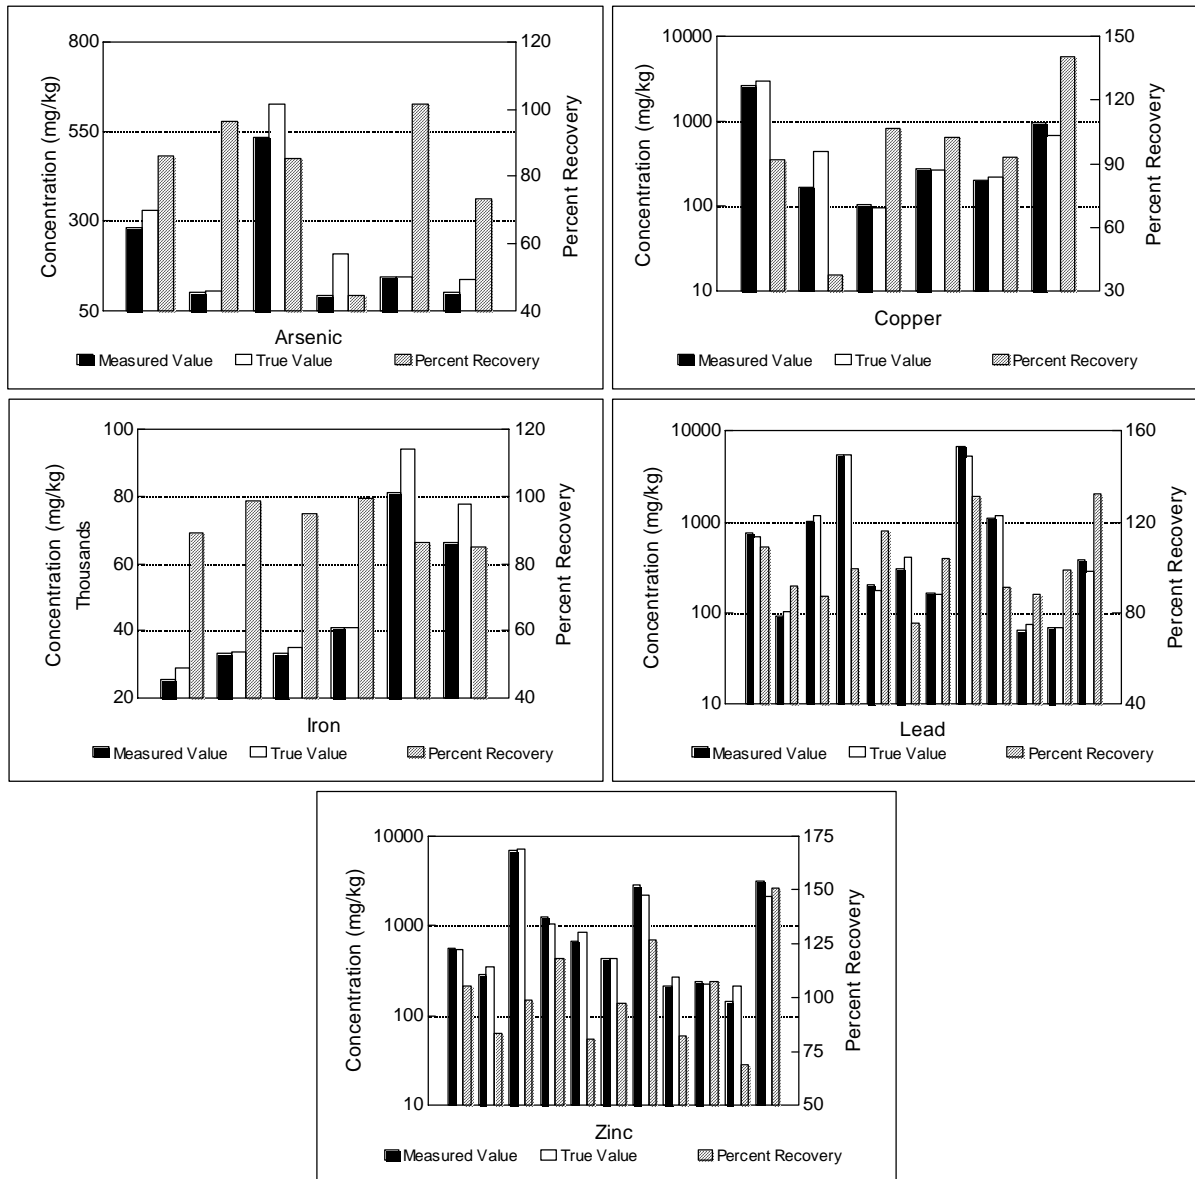 800
550
300
50
Concentration (mg/kg)
120
100
80
60
40
Percent Recovery
Arsenic
Measured Value True Value Percent Recovery
10000
1000
100
10
Concentration (mg/kg)
150
120
90
60
30
Percent Recovery
Copper
Measured Value True Value Percent Recovery
100
80
60
40
20
Concentration (mg/kg)
Thousands
120
100
80
60
40
Percent Recovery
Iron
Measured Value True Value Percent Recovery
10000
1000
100
10
Concentration (mg/kg)
160
120
80
40
Percent Recovery
Lead
Measured Value True Value Percent Recovery
10000
1000
100
10
Concentration (mg/kg)
175
150
125
100
75
50
Percent Recovery
Zinc
Measured Value True Value Percent Recovery